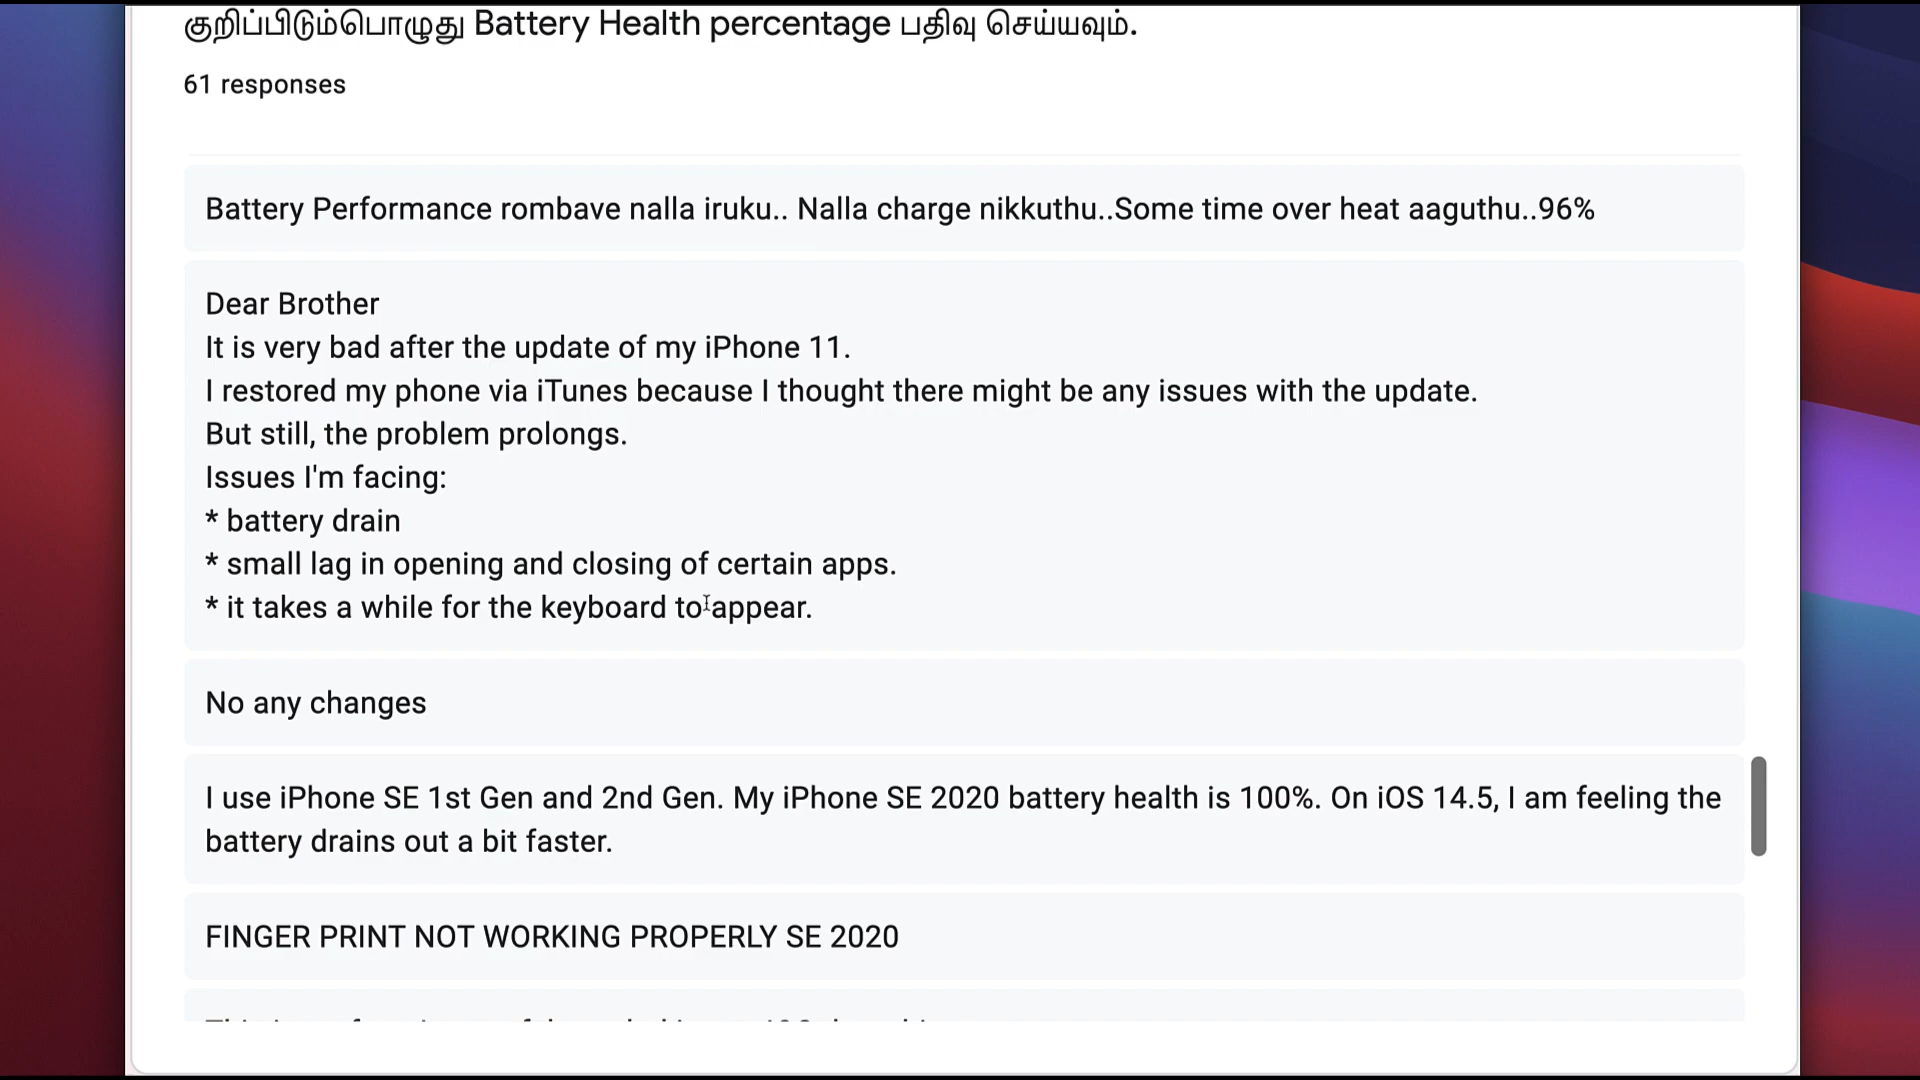 குறிப்பிடும்பொழுது Battery Health percentage பதிவு செய்யவும்.
61 responses
Battery Performance rombave nalla iruku.. Nalla charge nikkuthu..Some time over heat aaguthu..96%
Dear Brother
It is very bad after the update of my iPhone 11.
I restored my phone via iTunes because I thought there might be any issues with the update.
But still, the problem prolongs.
Issues I'm facing:
* battery drain
* small lag in opening and closing of certain apps.
* it takes a while for the keyboard to appear.
No any changes
I use iPhone SE 1st Gen and 2nd Gen. My iPhone SE 2020 battery health is 100%. On iOS 14.5, I am feeling the
battery drains out a bit faster.
FINGER PRINT NOT WORKING PROPERLY SE 2020